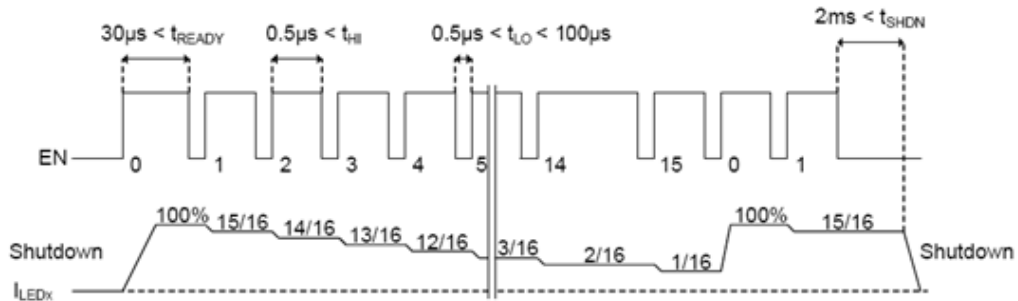 30µs < tREADY 0.5µs < tHI 0.5µs < tLO < 100µs 2ms < tSHDN
EN 0 1 2 3 4 5 14 15 0 1
100% 15/16 14/16 13/16 12/16 3/16 2/16 1/16 100% 15/16
Shutdown Shutdown
ILEDx